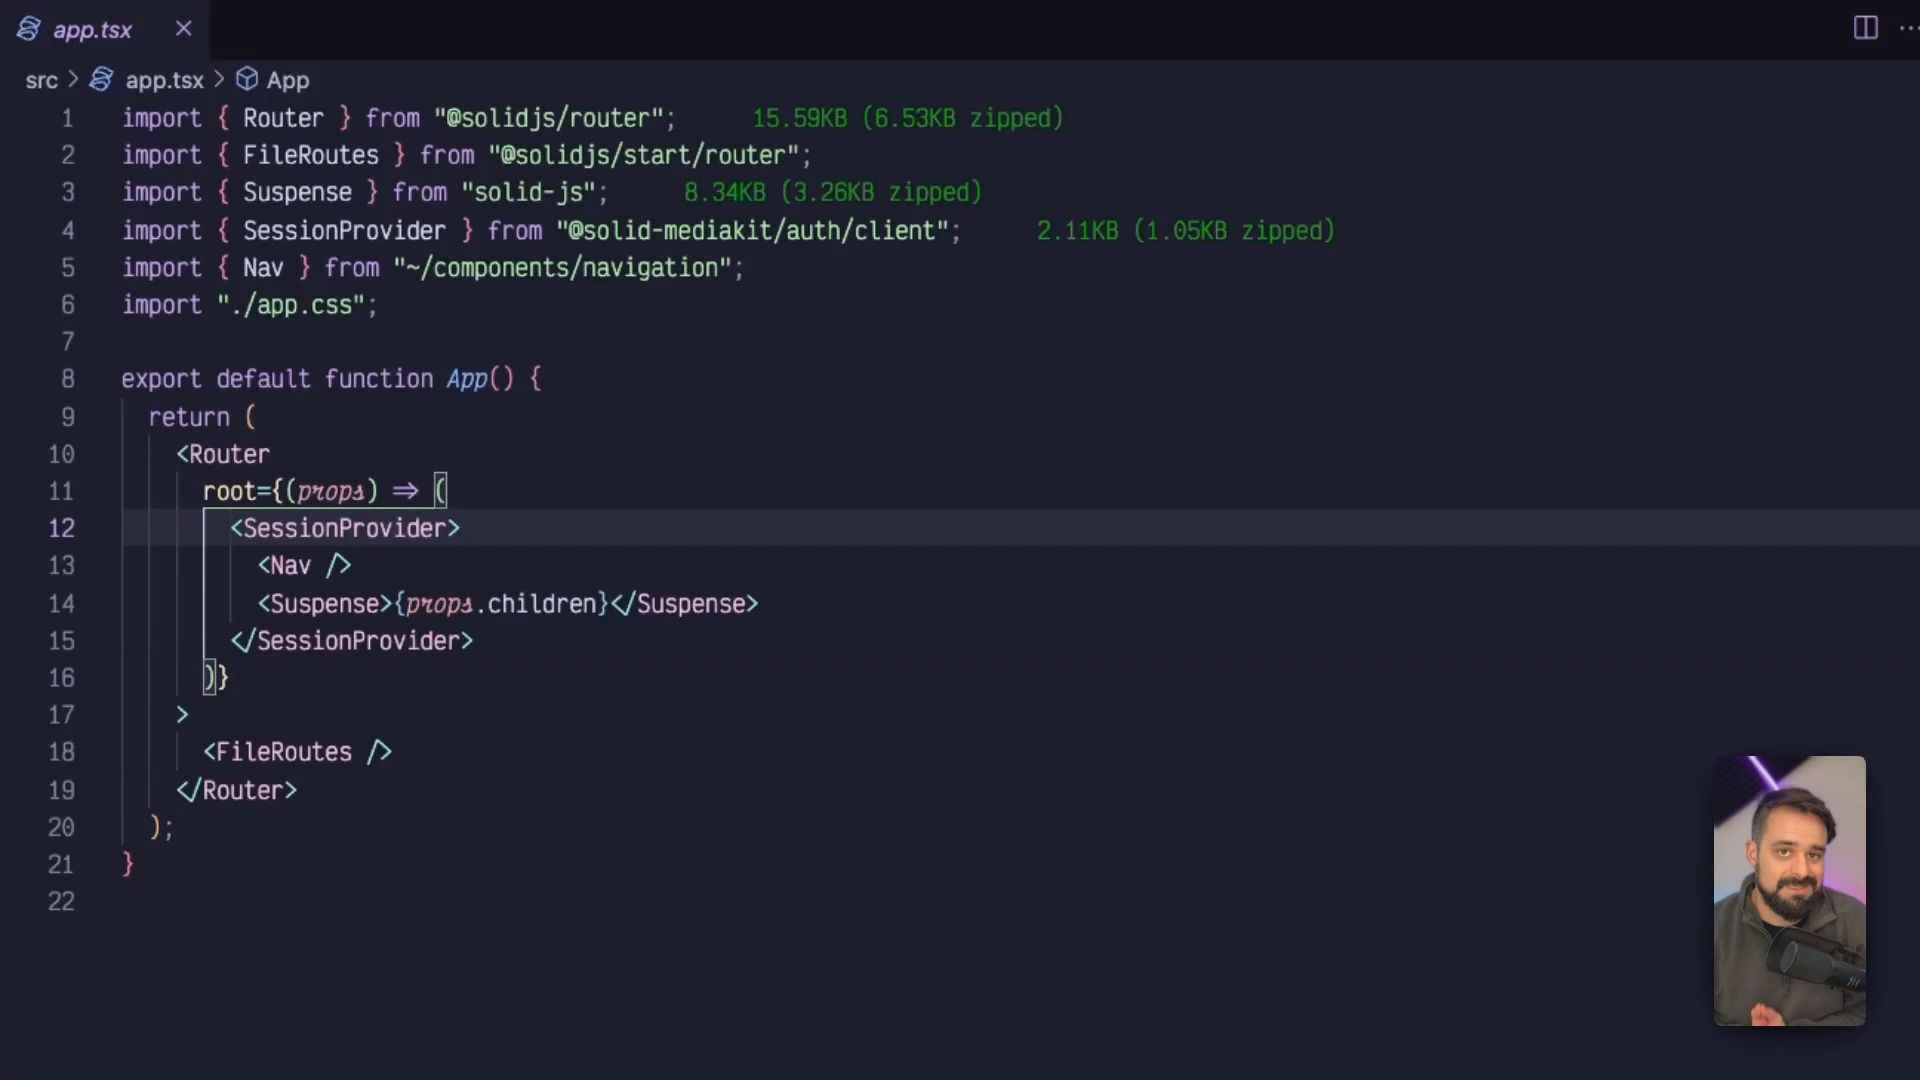 app.tsx
src > app.tsx > App
1 import { Router } from "@solidjs/router"; 15.59KB (6.53KB zipped)
2 import { FileRoutes } from "@solidjs/start/router";
3 import { Suspense } from "solid-js"; 8.34KB (3.26KB zipped)
4 import { SessionProvider } from "@solid-mediakit/auth/client"; 2.11KB (1.05KB zipped)
5 import { Nav } from "~/components/navigation";
6 import "./app.css";
7
8 export default function App() {
9 return (
10 <Router
11 root={(props) => (
12 <SessionProvider>
13 <Nav />
14 <Suspense>{props.children}</Suspense>
15 </SessionProvider>
16 )}
17 >
18 <FileRoutes />
19 </Router>
20 );
21 }
22